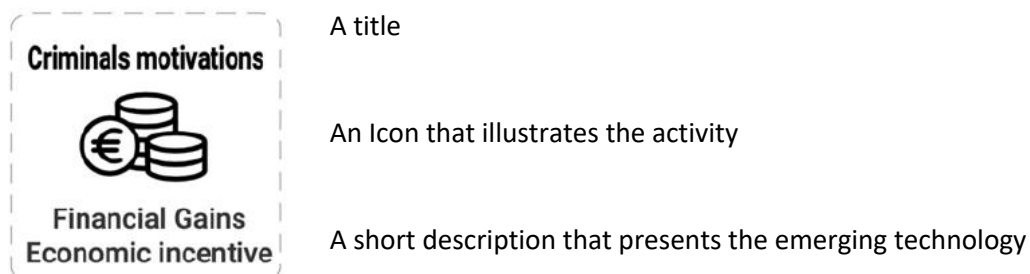 A title
Criminals motivations
€
An Icon that illustrates the activity
Financial Gains
Economic incentive
A short description that presents the emerging technology